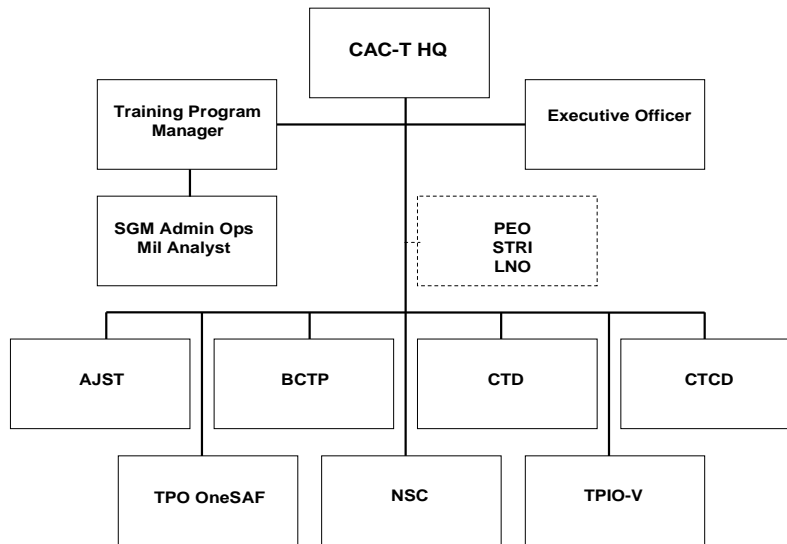 CAC-T HQ
Training Program
Manager
Executive Officer
SGM Admin Ops
Mil Analyst
PEO
STRI
LNO
AJST
BCTP
CTD
CTCD
TPO OneSAF
NSC
TPIO-V